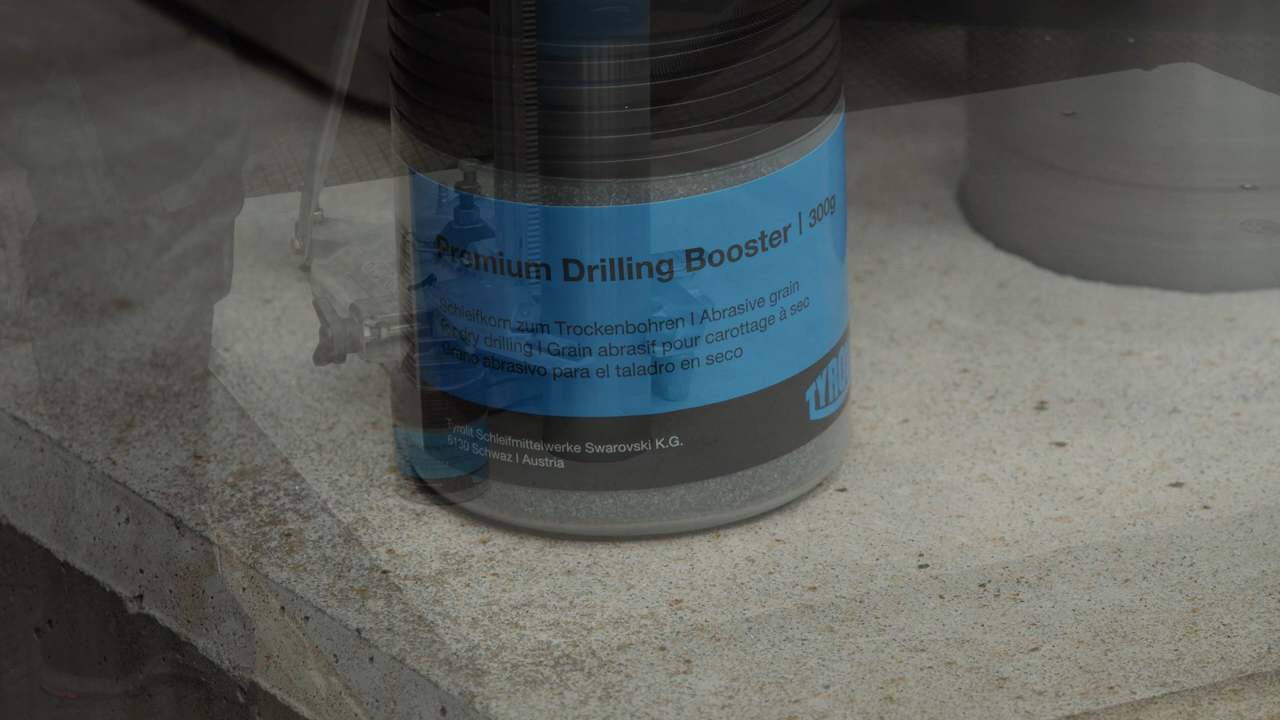 Premium Drilling Booster | 300g
Schleifkorn zum Trockenbohren | Abrasive grain
for dry drilling | Grain abrasif pour carottage à sec
Grano abrasivo para el taladro en seco
TYRO
Tyrolit Schleifmittelwerke Swarovski K.G.
6130 Schwaz | Austria